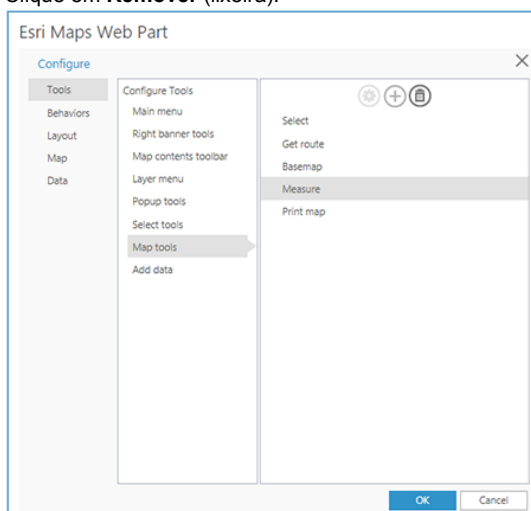 Clique em Remover (lixeira).
Esri Maps Web Part
Configure
Tools
Behaviors
Layout
Map
Data
Configure Tools
Main menu
Right banner tools
Map contents toolbar
Layer menu
Popup tools
Select tools
Map tools
Add data
Select
Get route
Basemap
Measure
Print map
OK Cancel